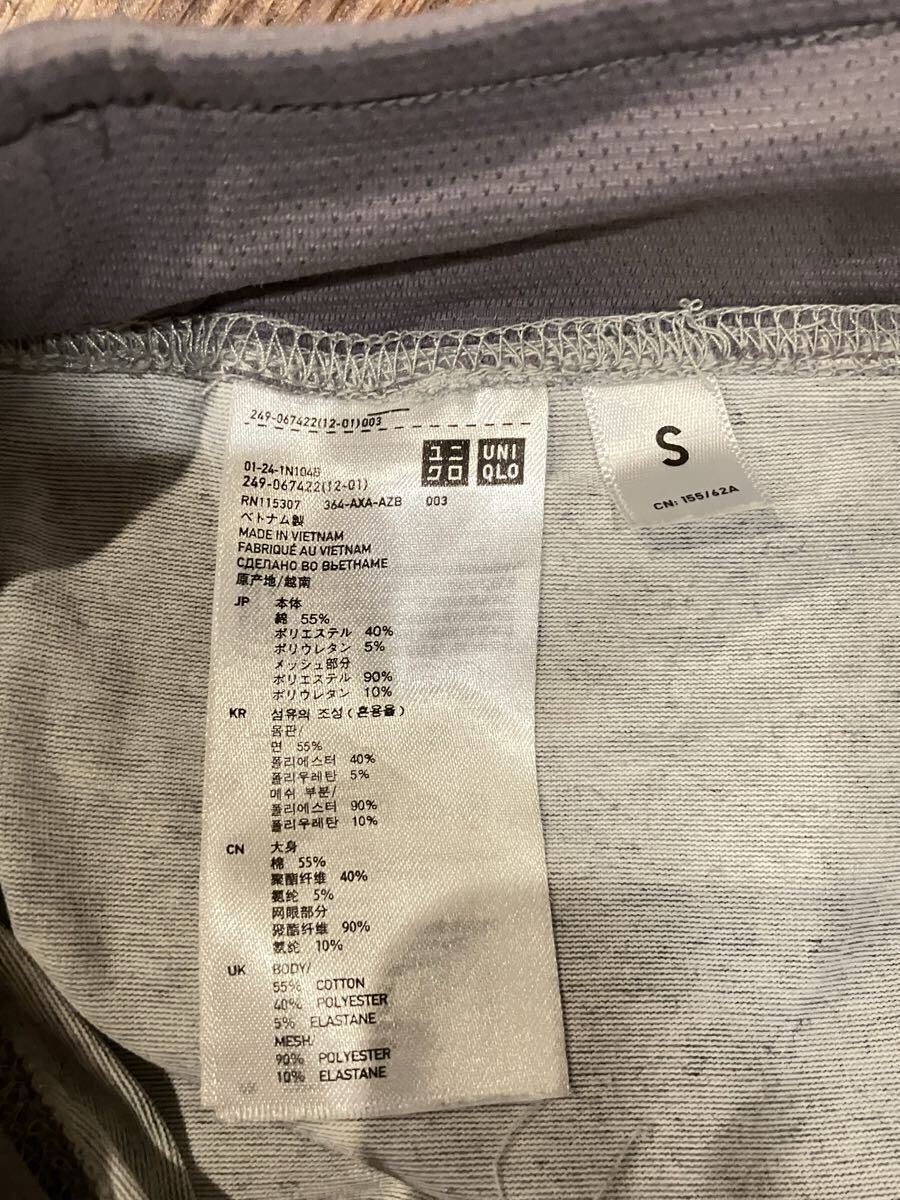 249-067422(12-01)003
ユニ
クロ
UNI
QLO
01-24-1N104B
249-067422(12-01)
RN115307 364-AXA-AZB 003
ベトナム製
MADE IN VIETNAM
FABRIQUÉ AU VIETNAM
СДЕЛАНО ВО ВЬЕТНАМЕ
原产地/越南
JP 本体
綿 55%
ポリエステル 40%
ポリウレタン 5%
メッシュ部分
ポリエステル 90%
ポリウレタン 10%
KR 섬유의 조성(혼용율)
몸판/
면 55%
폴리에스터 40%
폴리우레탄 5%
메쉬 부분/
폴리에스터 90%
폴리우레탄 10%
CN 大身
棉 55%
聚酯纤维 40%
氨纶 5%
网眼部分
聚酯纤维 90%
氨纶 10%
UK BODY/
55% COTTON
40% POLYESTER
5% ELASTANE
MESH/
90% POLYESTER
10% ELASTANE
S
CN: 155/62A